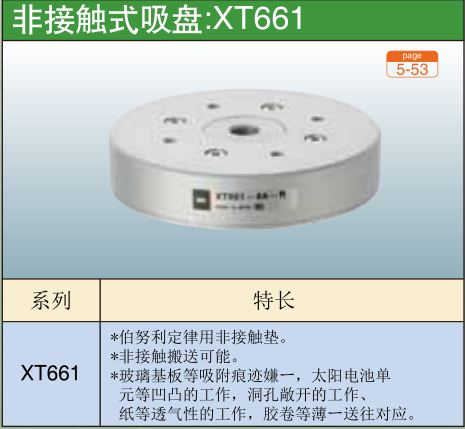 非接触式吸盘:XT661
page
5-53
系列
特长
XT661
*伯努利定律用非接触垫。
*非接触搬送可能。
*玻璃基板等吸附痕迹嫌一，太阳电池单
元等凹凸的工作，洞孔敞开的工作、
纸等透气性的工作，胶卷等薄一送往对应。